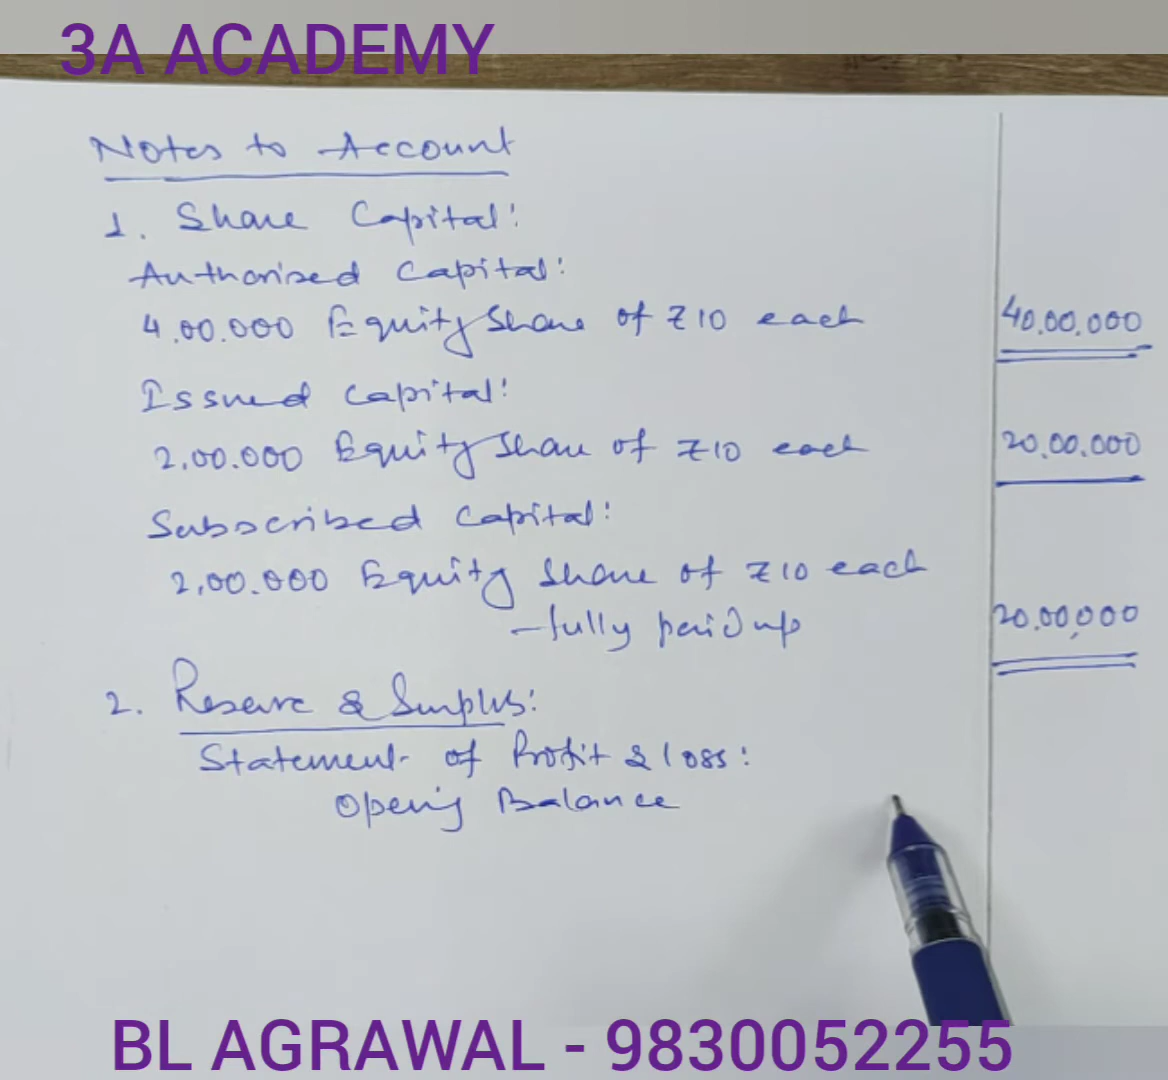 3A ACADEMY
Notes to Account
1. Share Capital:
Authorised Capital:
4.00.000 Equity Share of ₹10 each 40,00,000
Issued Capital:
2,00.000 Equity Share of ₹10 each 20,00.000
Subscribed Capital:
2,00.000 Equity Share of ₹10 each
-fully paid up 20,00,000
2. Reserve & Surplus:
Statement of Profit & loss:
Opening Balance
BL AGRAWAL - 9830052255